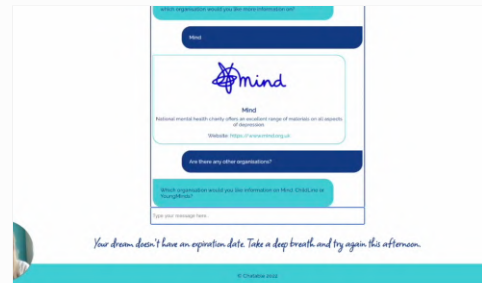 which organisation would you like more information on?
Mind
mind
Mind
National mental health charity offers an excellent range of materials on all aspects
of depression.
Website: https://www.mind.org.uk
Are there any other organisations?
Which organisation would you like information on Mind, ChildLine or
YoungMinds?
Type your message here...
Your dream doesn't have an expiration date. Take a deep breath and try again this afternoon.
2022